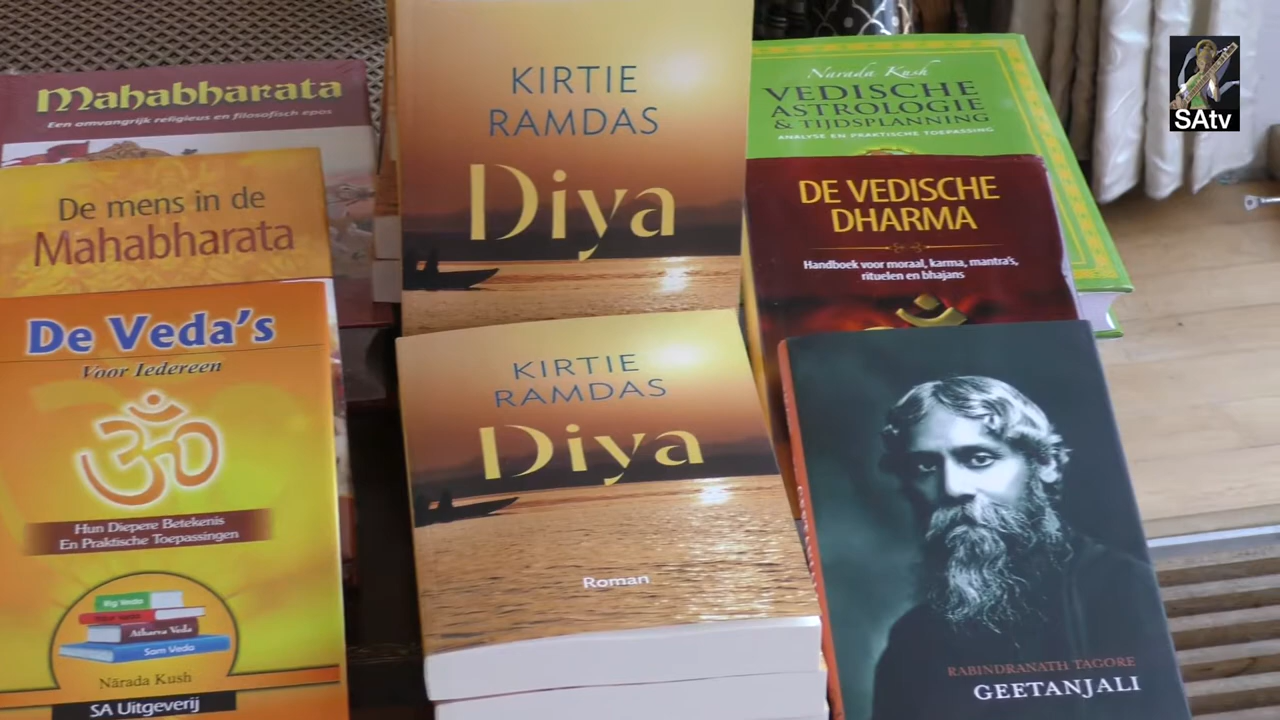 Mahabharata
Een omvangrijk religieus en filosofisch epos
De mens in de
Mahabharata
De Veda's
Voor Iedereen
Hun Diepere Betekenis
En Praktische Toepassingen
Rig Veda
Atharva Veda
Sam Veda
Nārada Kush
SA Uitgeverij
KIRTIE
RAMDAS
Diya
KIRTIE
RAMDAS
Diya
Roman
Narada Kush
VEDISCHE
ASTROLOGIE
& TIJDSPLANNING
ANALYSE EN PRAKTISCHE TOEPASSING
DE VEDISCHE
DHARMA
Handboek voor moraal, karma, mantra's,
rituelen en bhajans
RABINDRANATH TAGORE
GEETANJALI
SAtv